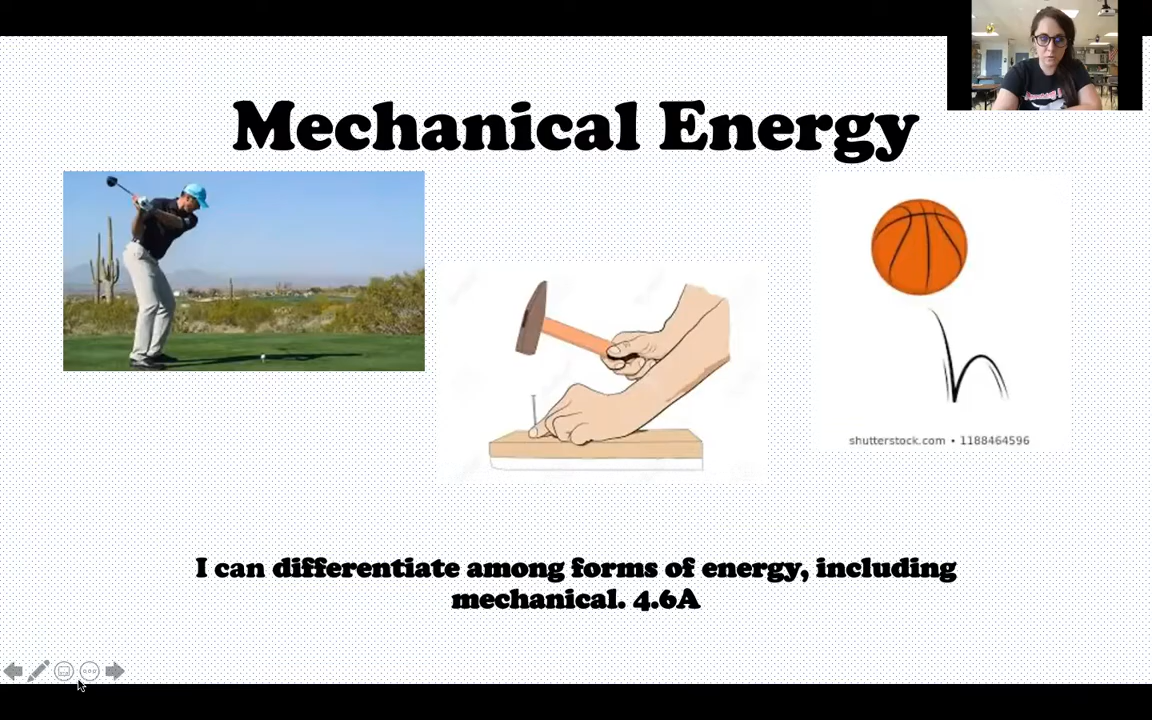 Mechanical Energy
shutterstock.com • 1188464596
I can differentiate among forms of energy, including
mechanical. 4.6A